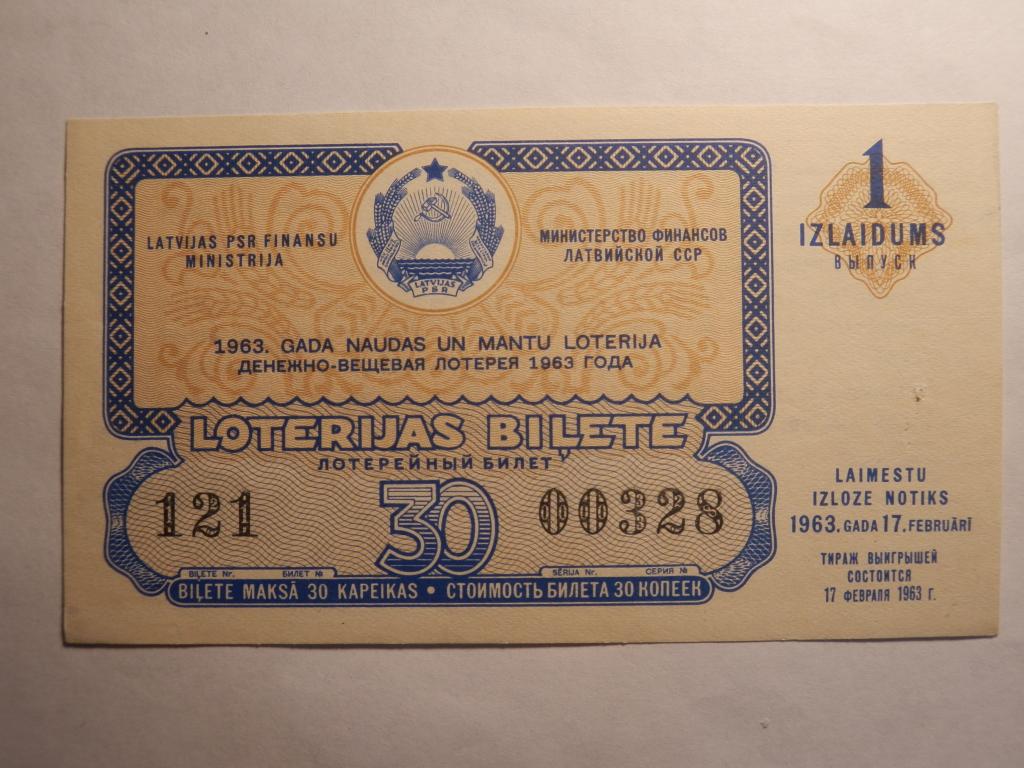 LATVIJAS PSR FINANSU
MINISTRIJA
LATVIJAS
PSR
МИНИСТЕРСТВО ФИНАНСОВ
ЛАТВИЙСКОЙ ССР
1963. GADA NAUDAS UN MANTU LOTERIJA
ДЕНЕЖНО-ВЕЩЕВАЯ ЛОТЕРЕЯ 1963 ГОДА
LOTERIJAS BIĻETE
ЛОТЕРЕЙНЫЙ БИЛЕТ
121 30 00328
BIĻETE Nr. БИЛЕТ № SĒRIJA Nr. СЕРИЯ №
BIĻETE MAKSĀ 30 KAPEIKAS • СТОИМОСТЬ БИЛЕТА 30 КОПЕЕК
1
IZLAIDUMS
ВЫПУСК
LAIMESTU
IZLOZE NOTIKS
1963. GADA 17. FEBRUĀRĪ
ТИРАЖ ВЫИГРЫШЕЙ
СОСТОИТСЯ
17 ФЕВРАЛЯ 1963 г.